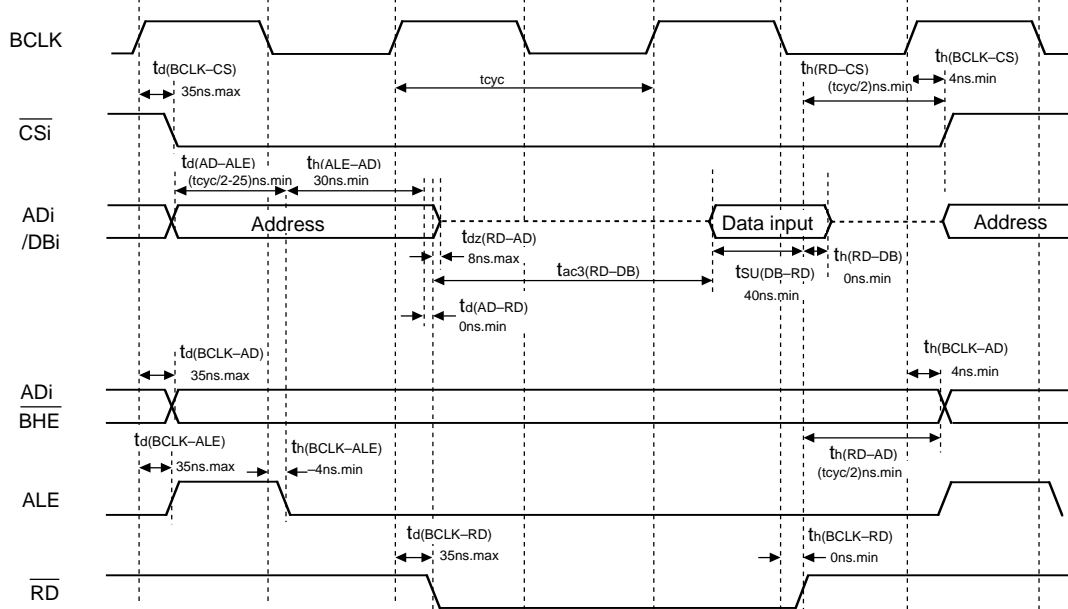 BCLK
td(BCLK–CS)
35ns.max
tcyc
th(RD–CS)
(tcyc/2)ns.min
th(BCLK–CS)
4ns.min
CSi
td(AD–ALE)
(tcyc/2-25)ns.min
th(ALE–AD)
30ns.min
ADi
/DBi
Address
Data input
Address
tdz(RD–AD)
8ns.max
tac3(RD–DB)
tSU(DB–RD)
40ns.min
th(RD–DB)
0ns.min
td(AD–RD)
0ns.min
td(BCLK–AD)
35ns.max
th(BCLK–AD)
4ns.min
ADi
BHE
td(BCLK–ALE)
35ns.max
th(BCLK–ALE)
–4ns.min
th(RD–AD)
(tcyc/2)ns.min
ALE
td(BCLK–RD)
35ns.max
th(BCLK–RD)
0ns.min
RD